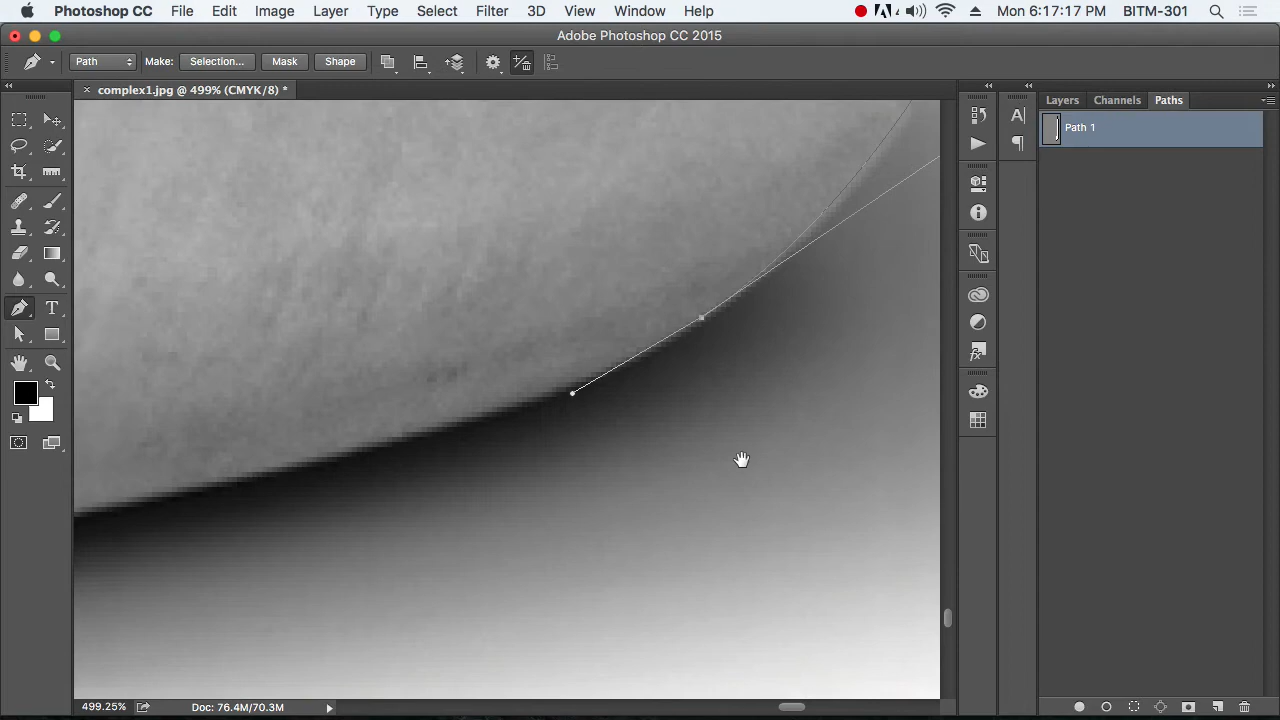 Photoshop CC File Edit Image Layer Type Select Filter 3D View Window Help Mon 6:17:17 PM BITM-301
Adobe Photoshop CC 2015
Path Make: Selection... Mask Shape
complex1.jpg @ 499% (CMYK/8) *
Layers Channels Paths
Path 1
499.25% Doc: 76.4M/70.3M